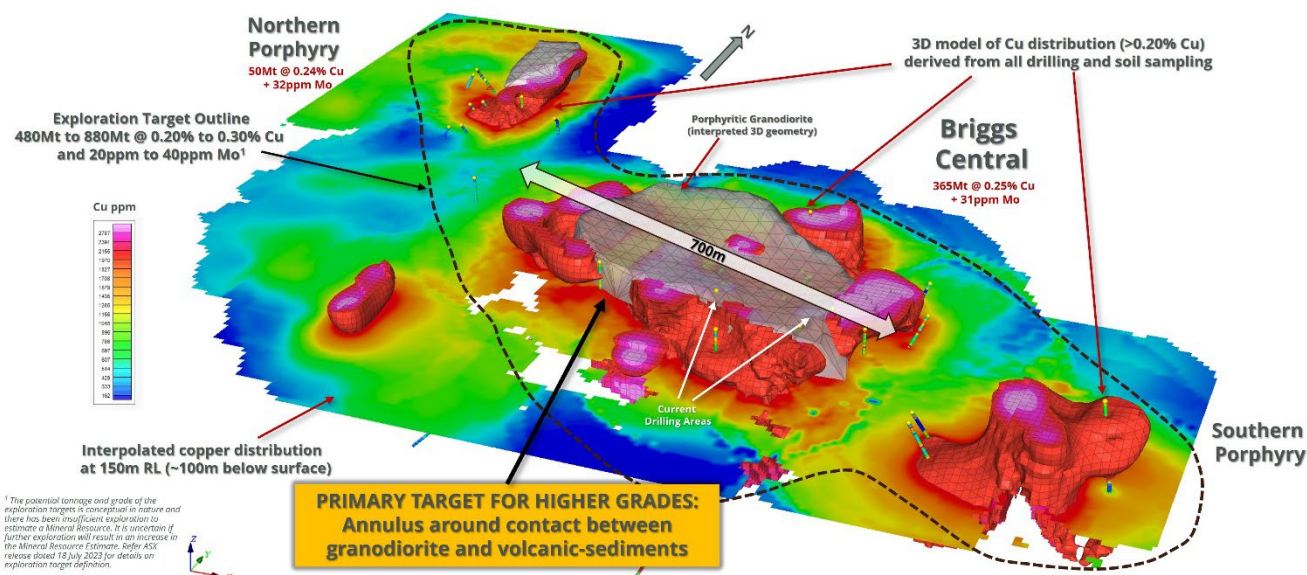 Northern
Porphyry
50Mt @ 0.24% Cu
+ 32ppm Mo
3D model of Cu distribution (>0.20% Cu)
derived from all drilling and soil sampling
Exploration Target Outline
480Mt to 880Mt @ 0.20% to 0.30% Cu
and 20ppm to 40ppm Mo¹
Porphyritic Granodiorite
(interpreted 3D geometry)
Briggs
Central
365Mt @ 0.25% Cu
+ 31ppm Mo
Cu ppm
700m
Current
Drilling Areas
Interpolated copper distribution
at 150m RL (~100m below surface)
Southern
Porphyry
PRIMARY TARGET FOR HIGHER GRADES:
Annulus around contact between
granodiorite and volcanic-sediments
¹ The potential tonnage and grade of the
exploration targets is conceptual in nature and
there has been insufficient exploration to
estimate a Mineral Resource. It is uncertain if
further exploration will result in an increase in
the Mineral Resource Estimate. Refer ASX
release dated 18 July 2023 for details on
exploration target definition.
z
y